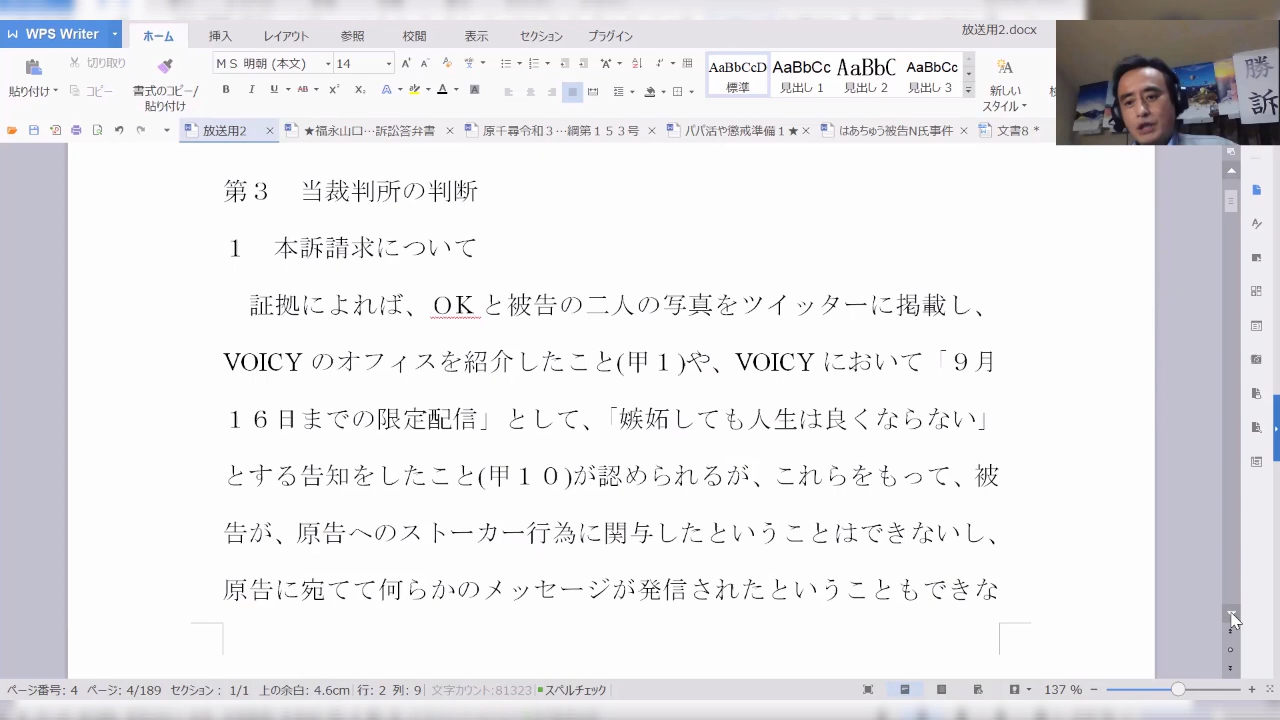 WPS Writer
ホーム
挿入
レイアウト
参照
校閲
表示
セクション
プラグイン
放送用2.docx
貼り付け
切り取り
コピー
書式のコピー/
貼り付け
ＭＳ 明朝 (本文)
14
AaBbCcD
標準
AaBbCc
見出し 1
AaBbC
見出し 2
AaBbCc
見出し 3
新しい
スタイル
放送用2
★福永山口…訴訟答弁書
原千尋令和3…綱第１５３号
パパ活や懲戒準備１★
はあちゅう被告N氏事件
文書8 *
勝
訴
第３　当裁判所の判断
１　本訴請求について
証拠によれば、ＯＫと被告の二人の写真をツイッターに掲載し、
VOICY のオフィスを紹介したこと(甲１)や、VOICY において「９月
１６日までの限定配信」として、「嫉妬しても人生は良くならない」
とする告知をしたこと(甲１０)が認められるが、これらをもって、被
告が、原告へのストーカー行為に関与したということはできないし、
原告に宛てて何らかのメッセージが発信されたということもできな
ページ番号: 4 ページ: 4/189 セクション: 1/1 上の余白: 4.6cm 行: 2 列: 9 文字カウント:81323 スペルチェック
137 %